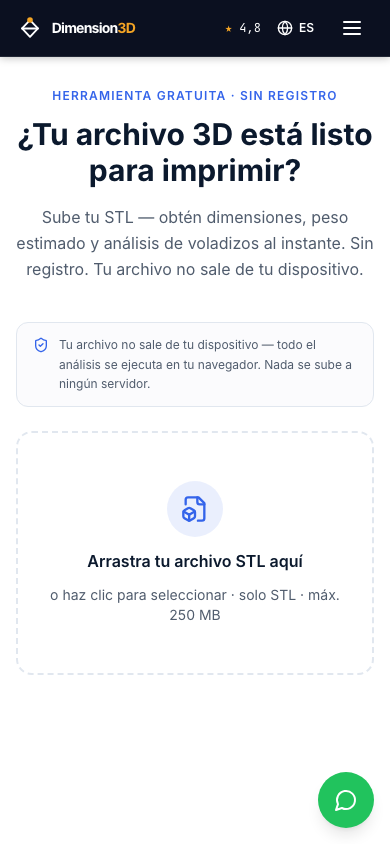 Dimension3D
★ 4,8
ES
HERRAMIENTA GRATUITA · SIN REGISTRO
¿Tu archivo 3D está listo
para imprimir?
Sube tu STL — obtén dimensiones, peso
estimado y análisis de voladizos al instante. Sin
registro. Tu archivo no sale de tu dispositivo.
Tu archivo no sale de tu dispositivo — todo el
análisis se ejecuta en tu navegador. Nada se sube a
ningún servidor.
Arrastra tu archivo STL aquí
o haz clic para seleccionar · solo STL · máx.
250 MB